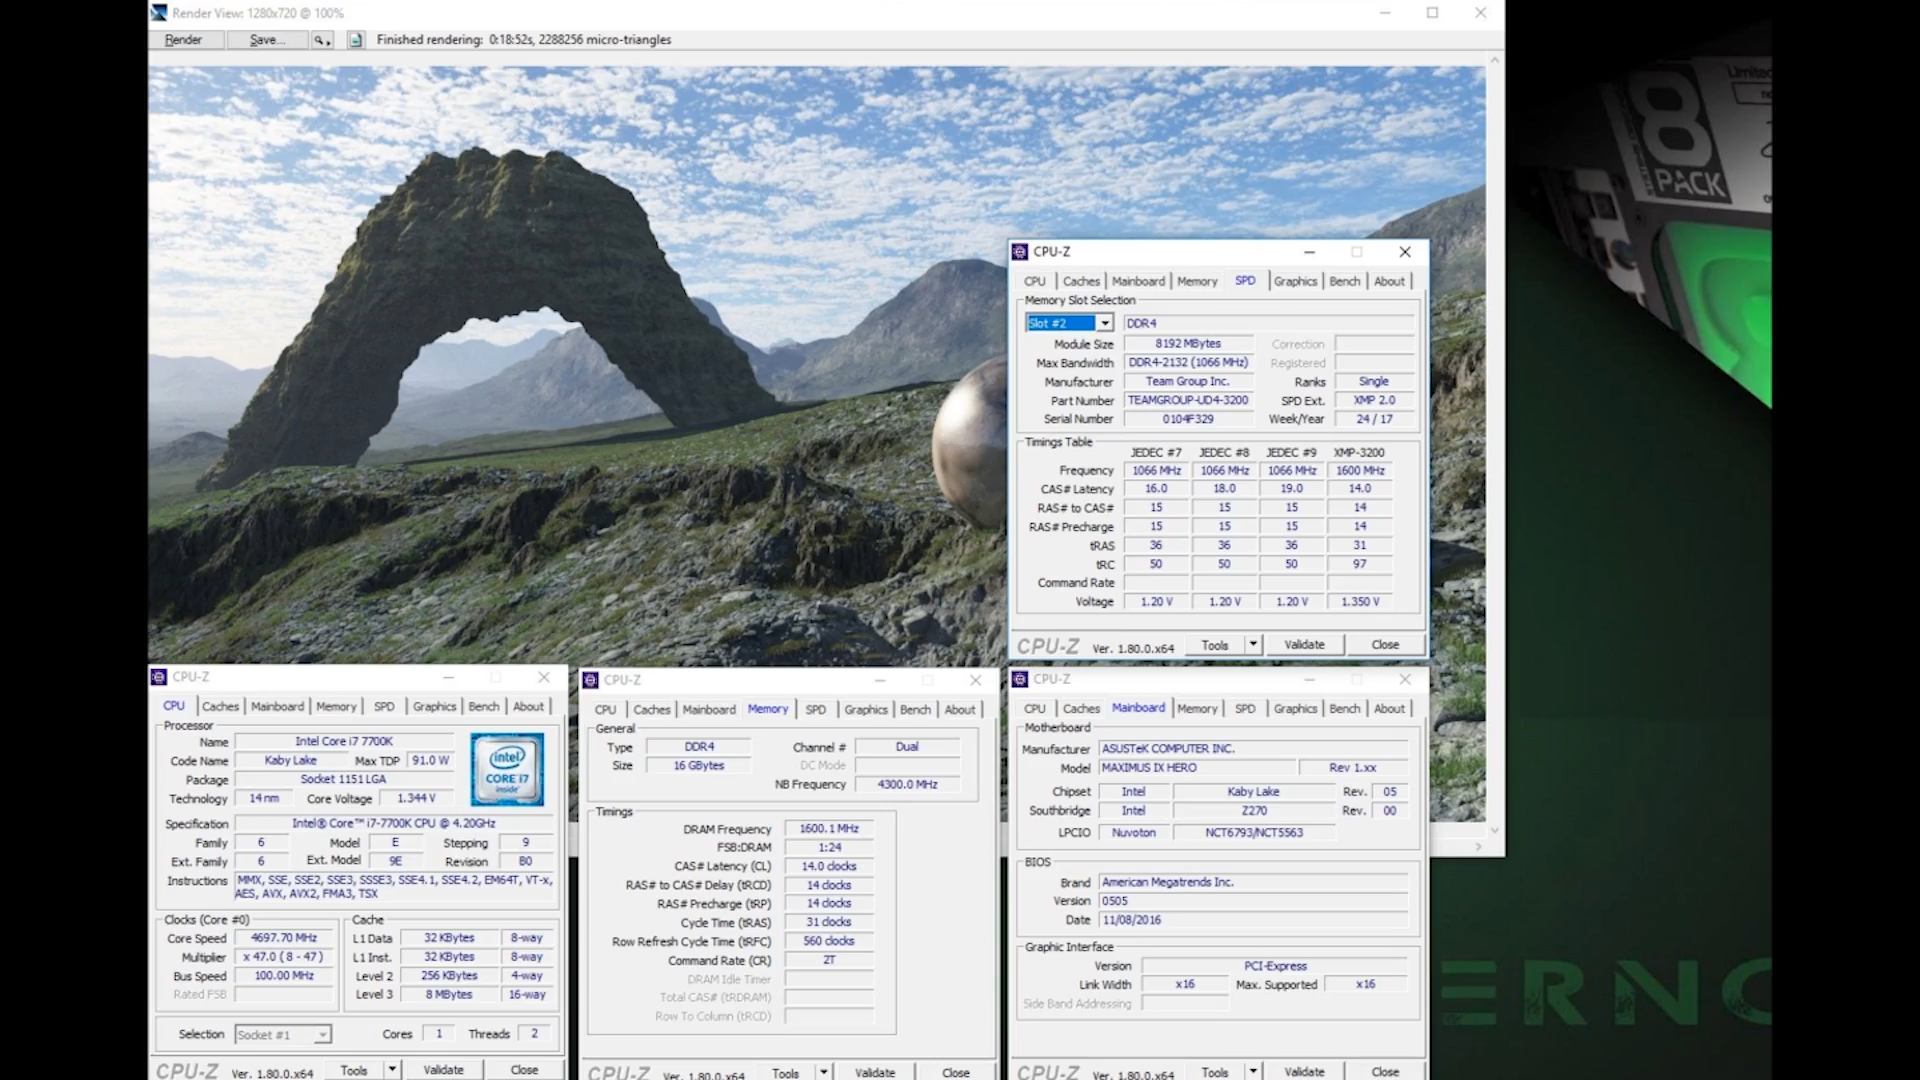 Render View: 1280x720 @ 100%
Render Save... Finished rendering: 0:18:52s, 2288256 micro-triangles
Limited
8
PACK
CPU-Z
CPU Caches Mainboard Memory SPD Graphics Bench About
Memory Slot Selection
Slot #2 DDR4
Module Size 8192 MBytes Correction
Max Bandwidth DDR4-2132 (1066 MHz) Registered
Manufacturer Team Group Inc. Ranks Single
Part Number TEAMGROUP-UD4-3200 SPD Ext. XMP 2.0
Serial Number 0104F329 Week/Year 24 / 17
Timings Table
JEDEC #7 JEDEC #8 JEDEC #9 XMP-3200
Frequency 1066 MHz 1066 MHz 1066 MHz 1600 MHz
CAS# Latency 16.0 18.0 19.0 14.0
RAS# to CAS# 15 15 15 14
RAS# Precharge 15 15 15 14
tRAS 36 36 36 31
tRC 50 50 50 97
Command Rate
Voltage 1.20 V 1.20 V 1.20 V 1.350 V
CPU-Z Ver. 1.80.0.x64 Tools Validate Close
CPU-Z
CPU Caches Mainboard Memory SPD Graphics Bench About
Processor
Name Intel Core i7 7700K
Code Name Kaby Lake Max TDP 91.0 W
Package Socket 1151 LGA
Technology 14 nm Core Voltage 1.344 V
intel
CORE i7
inside
Specification Intel® Core™ i7-7700K CPU @ 4.20GHz
Family 6 Model E Stepping 9
Ext. Family 6 Ext. Model 9E Revision B0
Instructions MMX, SSE, SSE2, SSE3, SSSE3, SSE4.1, SSE4.2, EM64T, VT-x,
AES, AVX, AVX2, FMA3, TSX
Clocks (Core #0)
Core Speed 4697.70 MHz
Multiplier x 47.0 ( 8 - 47 )
Bus Speed 100.00 MHz
Rated FSB
Cache
L1 Data 32 KBytes 8-way
L1 Inst. 32 KBytes 8-way
Level 2 256 KBytes 4-way
Level 3 8 MBytes 16-way
Selection Socket #1 Cores 1 Threads 2
CPU-Z Ver. 1.80.0.x64 Tools Validate Close
CPU-Z
CPU Caches Mainboard Memory SPD Graphics Bench About
General
Type DDR4 Channel # Dual
Size 16 GBytes DC Mode
NB Frequency 4300.0 MHz
Timings
DRAM Frequency 1600.1 MHz
FSB:DRAM 1:24
CAS# Latency (CL) 14.0 clocks
RAS# to CAS# Delay (tRCD) 14 clocks
RAS# Precharge (tRP) 14 clocks
Cycle Time (tRAS) 31 clocks
Row Refresh Cycle Time (tRFC) 560 clocks
Command Rate (CR) 2T
DRAM Idle Timer
Total CAS# (tRDRAM)
Row To Column (tRCD)
CPU-Z Ver. 1.80.0.x64 Tools Validate Close
CPU-Z
CPU Caches Mainboard Memory SPD Graphics Bench About
Motherboard
Manufacturer ASUSTeK COMPUTER INC.
Model MAXIMUS IX HERO Rev 1.xx
Chipset Intel Kaby Lake Rev. 05
Southbridge Intel Z270 Rev. 00
LPCIO Nuvoton NCT6793/NCT5563
BIOS
Brand American Megatrends Inc.
Version 0505
Date 11/08/2016
Graphic Interface
Version PCI-Express
Link Width x16 Max. Supported x16
Side Band Addressing
CPU-Z Ver. 1.80.0.x64 Tools Validate Close
ERNO